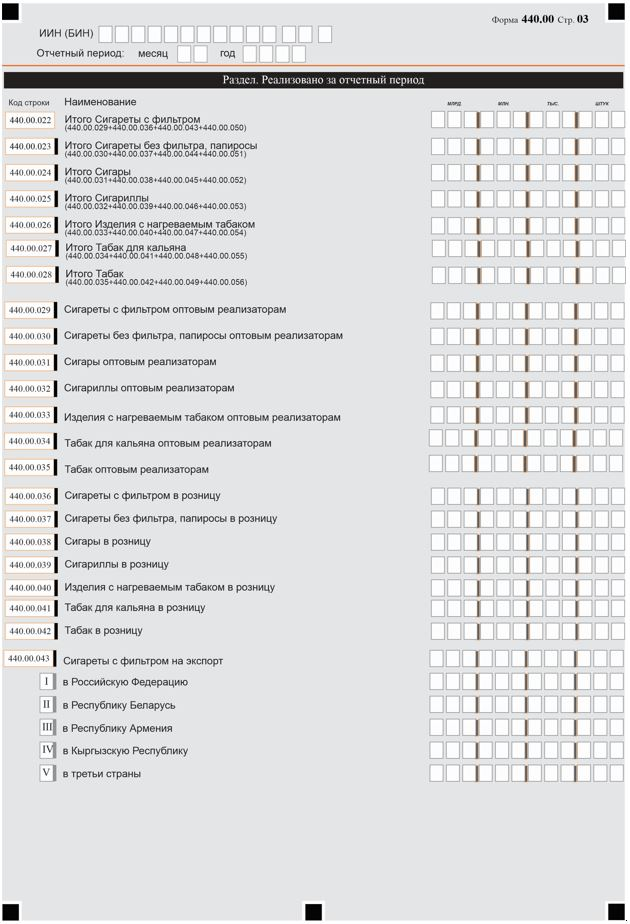 Форма 440.00 Стр. 03
ИИН (БИН)
Отчетный период: месяц год
Раздел. Реализовано за отчетный период
Код строки Наименование МЛРД. МЛН. ТЫС. ШТУК
440.00.022 Итого Сигареты с фильтром
(440.00.029+440.00.036+440.00.043+440.00.050)
440.00.023 Итого Сигареты без фильтра, папиросы
(440.00.030+440.00.037+440.00.044+440.00.051)
440.00.024 Итого Сигары
(440.00.031+440.00.038+440.00.045+440.00.052)
440.00.025 Итого Сигариллы
(440.00.032+440.00.039+440.00.046+440.00.053)
440.00.026 Итого Изделия с нагреваемым табаком
(440.00.033+440.00.040+440.00.047+440.00.054)
440.00.027 Итого Табак для кальяна
(440.00.034+440.00.041+440.00.048+440.00.055)
440.00.028 Итого Табак
(440.00.035+440.00.042+440.00.049+440.00.056)
440.00.029 Сигареты с фильтром оптовым реализаторам
440.00.030 Сигареты без фильтра, папиросы оптовым реализаторам
440.00.031 Сигары оптовым реализаторам
440.00.032 Сигариллы оптовым реализаторам
440.00.033 Изделия с нагреваемым табаком оптовым реализаторам
440.00.034 Табак для кальяна оптовым реализаторам
440.00.035 Табак оптовым реализаторам
440.00.036 Сигареты с фильтром в розницу
440.00.037 Сигареты без фильтра, папиросы в розницу
440.00.038 Сигары в розницу
440.00.039 Сигариллы в розницу
440.00.040 Изделия с нагреваемым табаком в розницу
440.00.041 Табак для кальяна в розницу
440.00.042 Табак в розницу
440.00.043 Сигареты с фильтром на экспорт
I в Российскую Федерацию
II в Республику Беларусь
III в Республику Армения
IV в Кыргызскую Республику
V в третьи страны